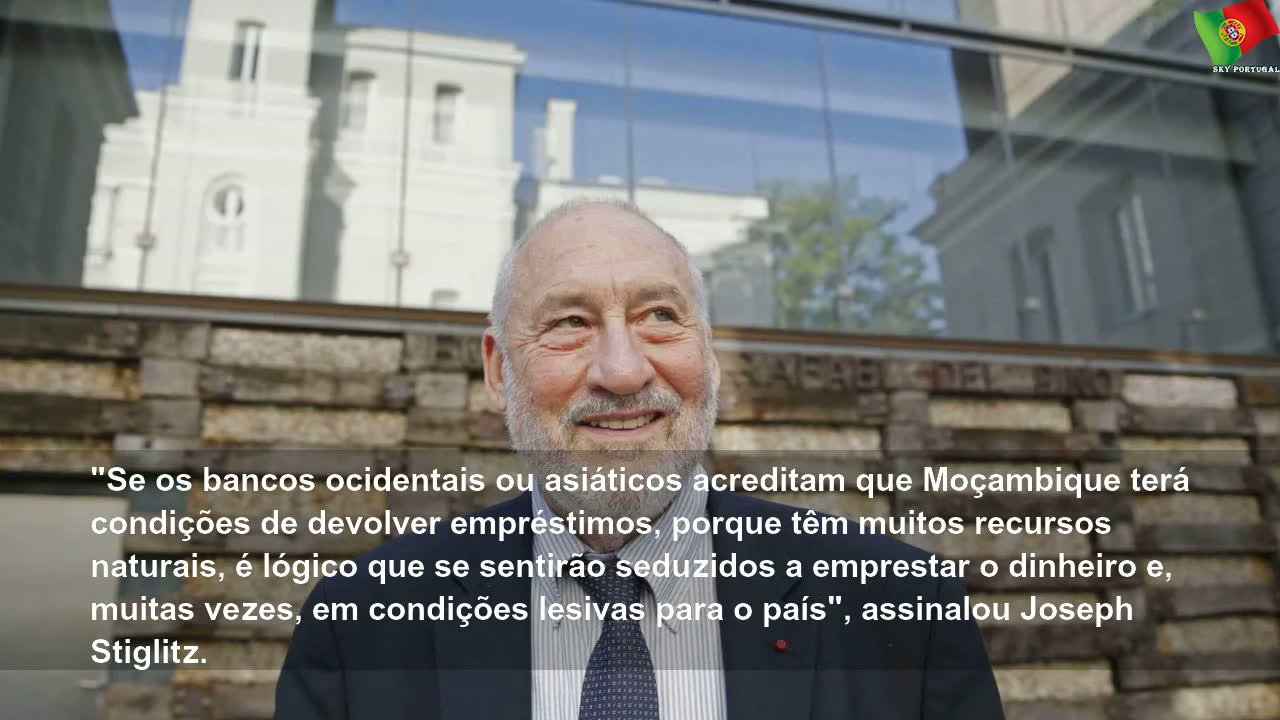 SKY PORTUGAL
"Se os bancos ocidentais ou asiáticos acreditam que Moçambique terá
condições de devolver empréstimos, porque têm muitos recursos
naturais, é lógico que se sentirão seduzidos a emprestar o dinheiro e,
muitas vezes, em condições lesivas para o país", assinalou Joseph
Stiglitz.